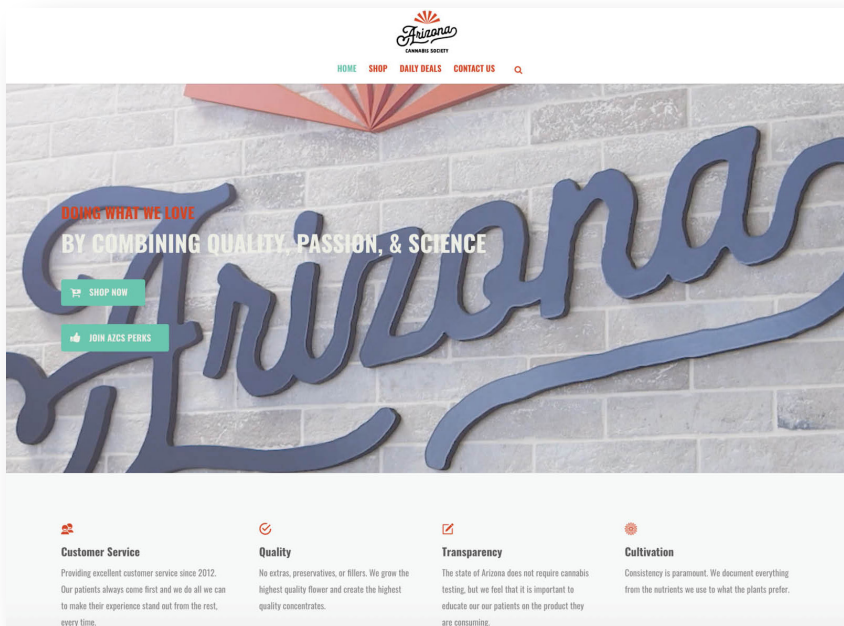 Arizona
CANNABIS SOCIETY
HOME SHOP DAILY DEALS CONTACT US
Arizona
DOING WHAT WE LOVE
BY COMBINING QUALITY, PASSION, & SCIENCE
SHOP NOW
JOIN AZCS PERKS
Customer Service
Providing excellent customer service since 2012.
Our patients always come first and we do all we can
to make their experience stand out from the rest,
every time.
Quality
No extras, preservatives, or fillers. We grow the
highest quality flower and create the highest
quality concentrates.
Transparency
The state of Arizona does not require cannabis
testing, but we feel that it is important to
educate our our patients on the product they
are consuming.
Cultivation
Consistency is paramount. We document everything
from the nutrients we use to what the plants prefer.